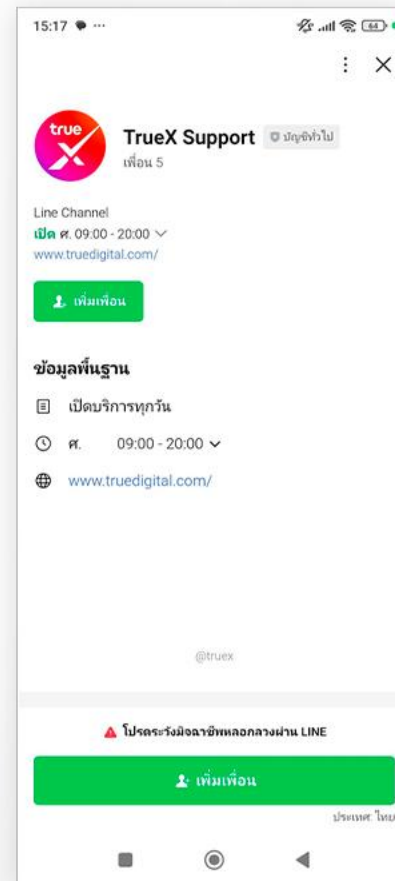 15:17
64
true
TrueX Support บัญชีทั่วไป
เพื่อน 5
Line Channel
เปิด ศ. 09:00 - 20:00
www.truedigital.com/
เพิ่มเพื่อน
ข้อมูลพื้นฐาน
เปิดบริการทุกวัน
ศ. 09:00 - 20:00
www.truedigital.com/
@truex
โปรดระวังมิจฉาชีพหลอกลวงผ่าน LINE
เพิ่มเพื่อน
ประเทศ: ไทย